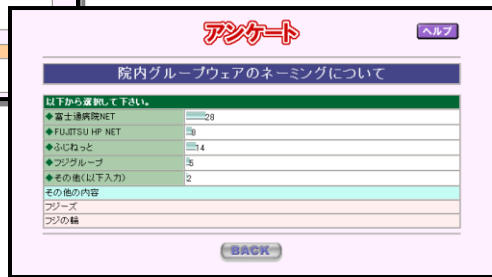 アンケート
ヘルプ
院内グループウェアのネーミングについて
以下から選択して下さい。
◆富士通病院NET 28
◆FUJITSU HP NET 9
◆ふじねっと 14
◆フジグループ 5
◆その他(以下入力) 2
その他の内容
フジーズ
フジの輪
BACK